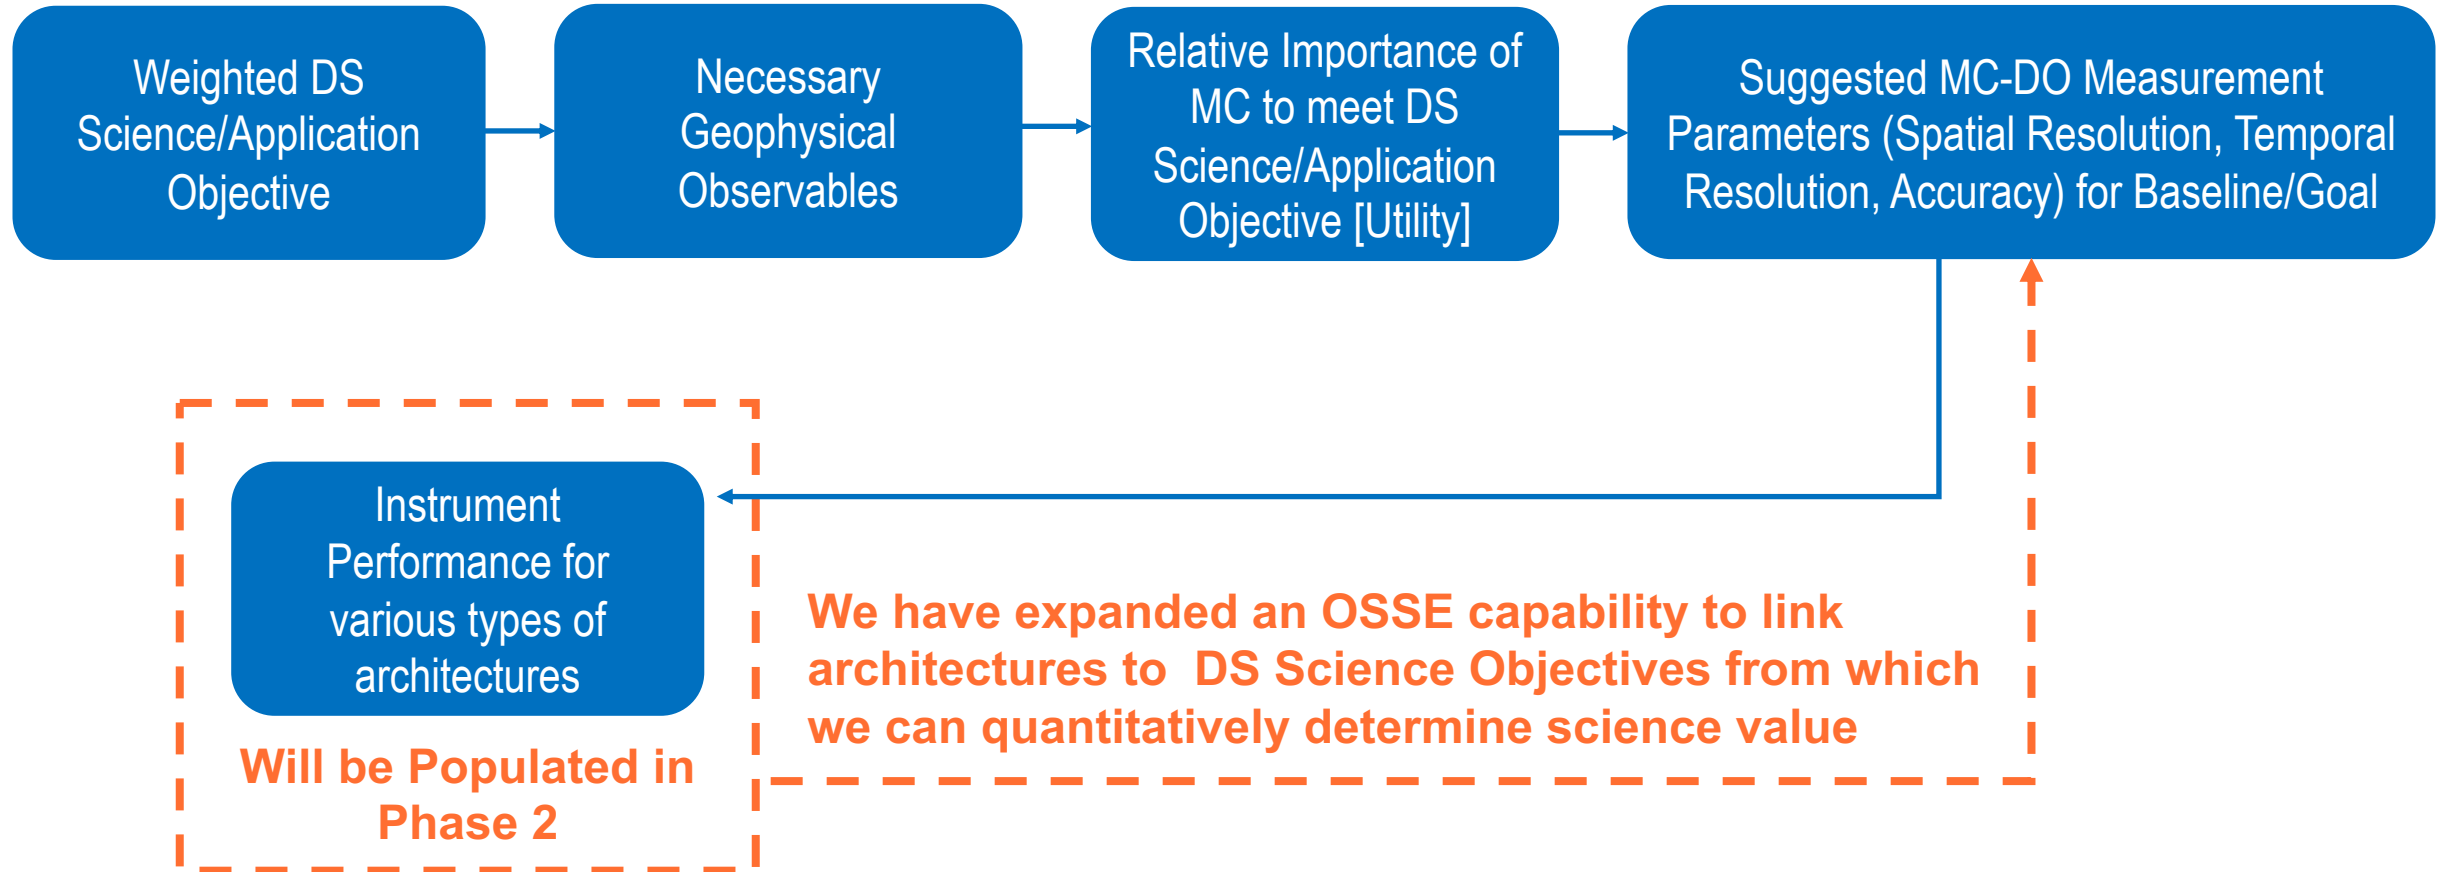 Weighted DS
Science/Application
Objective
Necessary
Geophysical
Observables
Relative Importance of
MC to meet DS
Science/Application
Objective [Utility]
Suggested MC-DO Measurement
Parameters (Spatial Resolution, Temporal
Resolution, Accuracy) for Baseline/Goal
Instrument
Performance for
various types of
architectures
Will be Populated in
Phase 2
We have expanded an OSSE capability to link
architectures to  DS Science Objectives from which
we can quantitatively determine science value